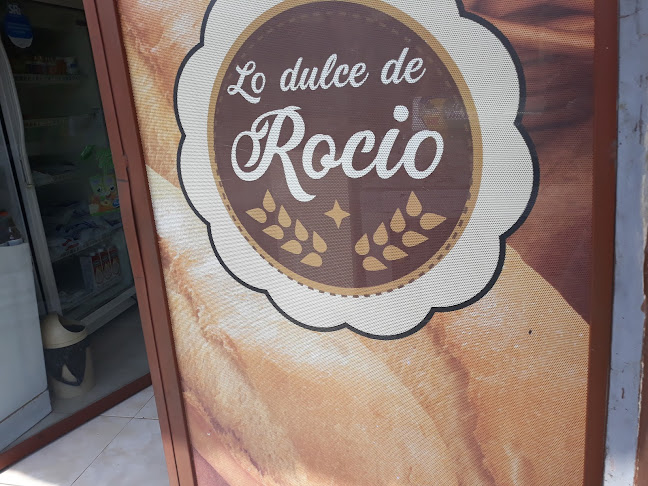 Lo dulce de
Rocio